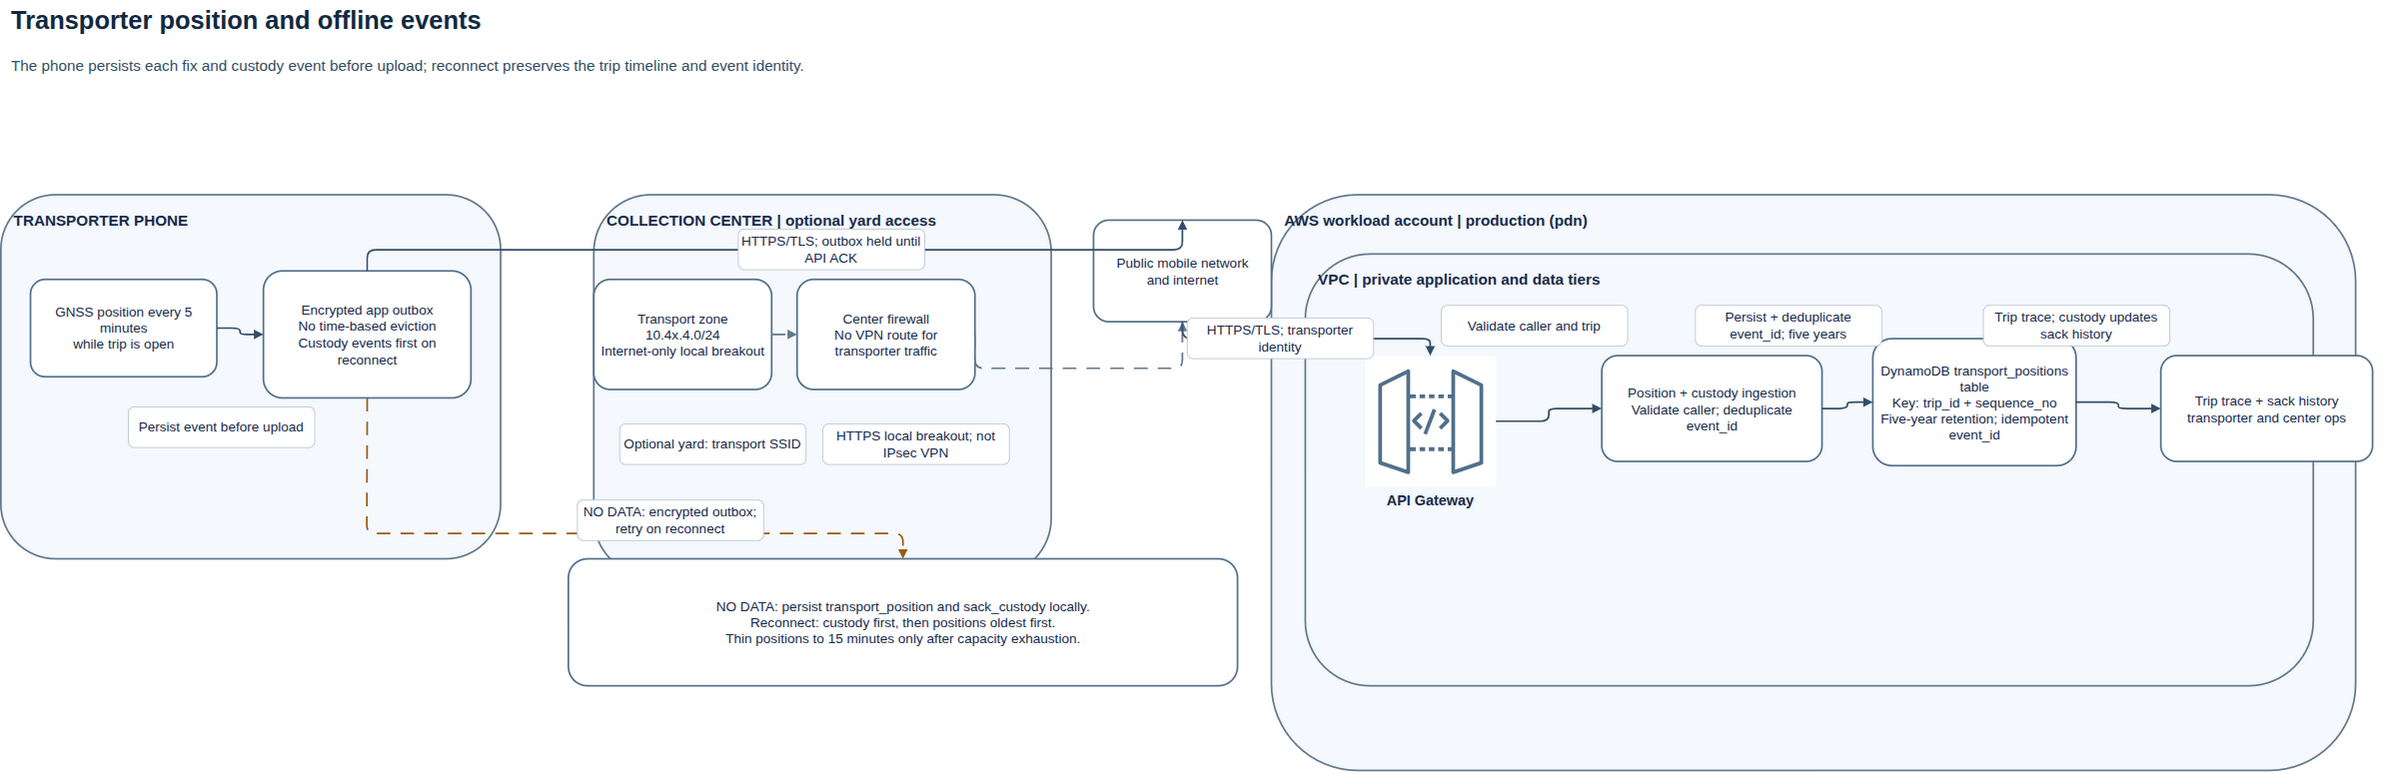 Transporter position and offline events
The phone persists each fix and custody event before upload; reconnect preserves the trip timeline and event identity.
TRANSPORTER PHONE
GNSS position every 5
minutes
while trip is open
Encrypted app outbox
No time-based eviction
Custody events first on
reconnect
Persist event before upload
COLLECTION CENTER | optional yard access
HTTPS/TLS; outbox held until
API ACK
Transport zone
10.4x.4.0/24
Internet-only local breakout
Center firewall
No VPN route for
transporter traffic
Optional yard: transport SSID
HTTPS local breakout; not
IPsec VPN
NO DATA: encrypted outbox;
retry on reconnect
NO DATA: persist transport_position and sack_custody locally.
Reconnect: custody first, then positions oldest first.
Thin positions to 15 minutes only after capacity exhaustion.
Public mobile network
and internet
HTTPS/TLS; transporter
identity
AWS workload account | production (pdn)
VPC | private application and data tiers
Validate caller and trip
Persist + deduplicate
event_id; five years
Trip trace; custody updates
sack history
API Gateway
Position + custody ingestion
Validate caller; deduplicate
event_id
DynamoDB transport_positions
table
Key: trip_id + sequence_no
Five-year retention; idempotent
event_id
Trip trace + sack history
transporter and center ops